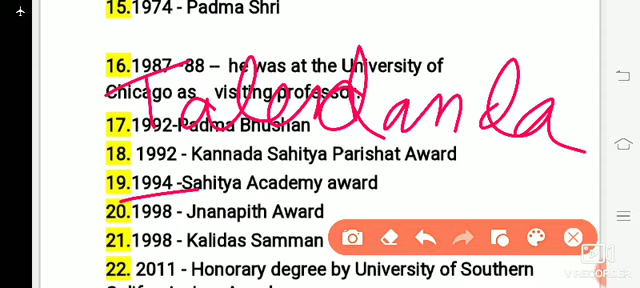 15.1974 - Padma Shri
16.1987 -88 – he was at the University of
Chicago as visiting professor.
Taledanda
17.1992-Padma Bhushan
18. 1992 - Kannada Sahitya Parishat Award
19.1994 -Sahitya Academy award
20.1998 - Jnanapith Award
21.1998 - Kalidas Samman
22. 2011 - Honorary degree by University of Southern
V RECORDER